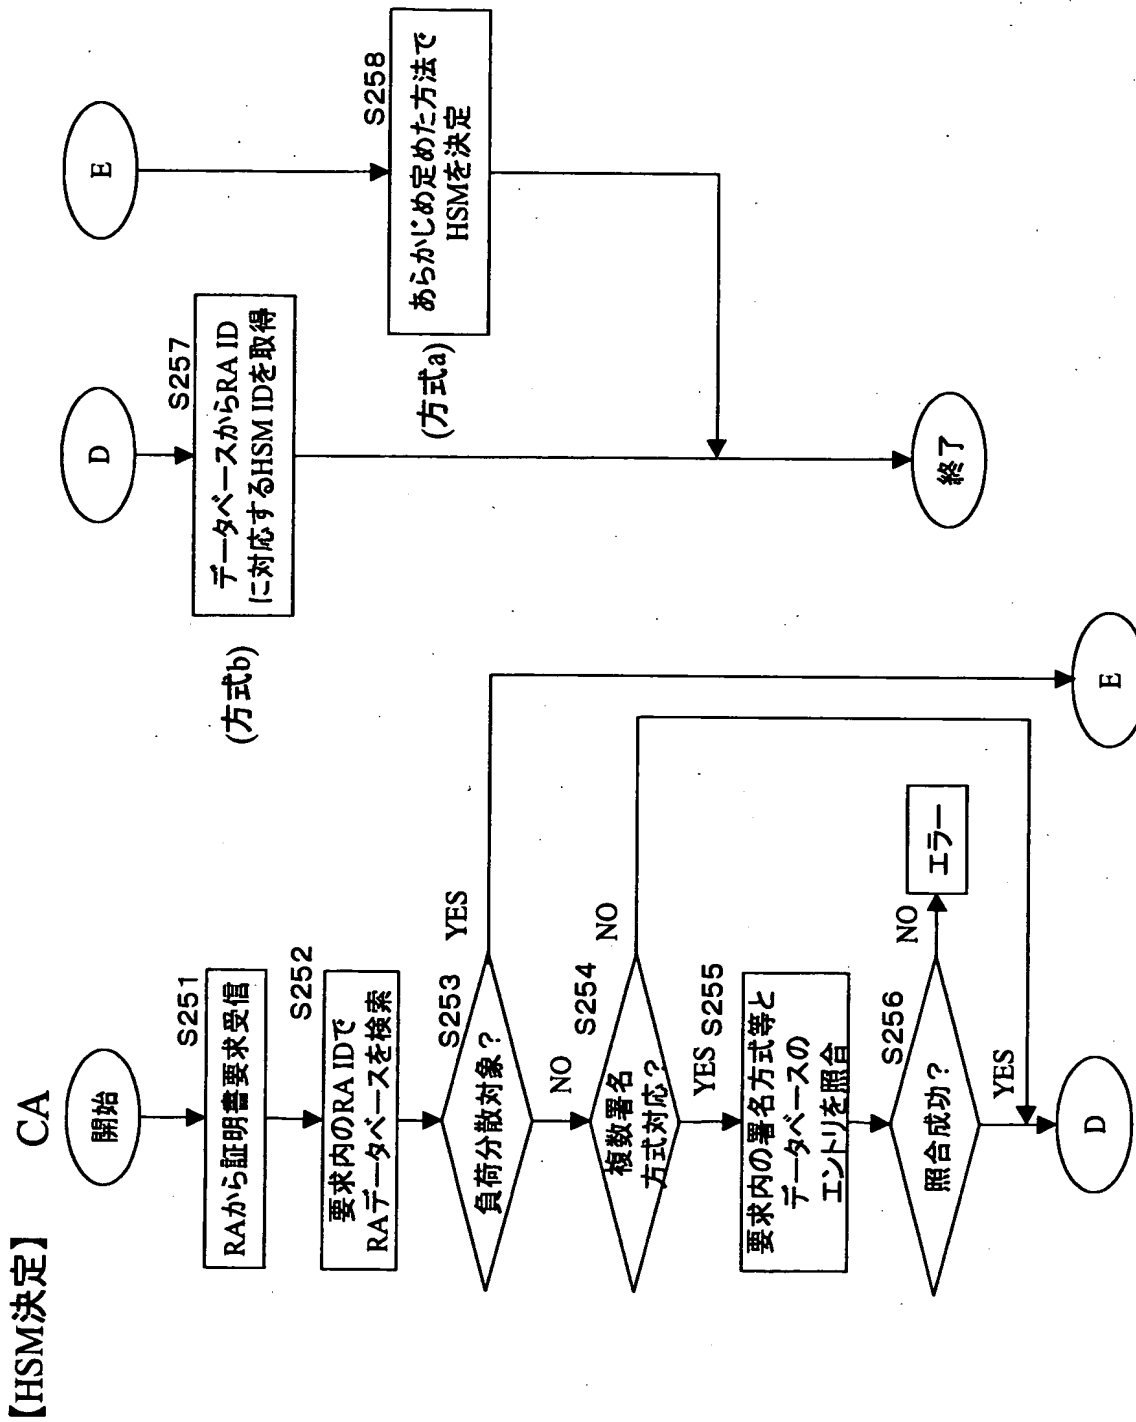 【HSM決定】
CA
開始
S251
RAから証明書要求受信
S252
要求内のRA IDで
RAデータベースを検索
S253
負荷分散対象？
YES
NO
S254
複数署名
方式対応？
NO
YES
S255
要求内の署名方式等と
データベースの
エントリを照合
S256
照合成功？
NO
エラー
YES
D
E
D
S257
データベースからRA ID
に対応するHSM IDを取得
(方式b)
E
S258
あらかじめ定めた方法で
HSMを決定
(方式a)
終了